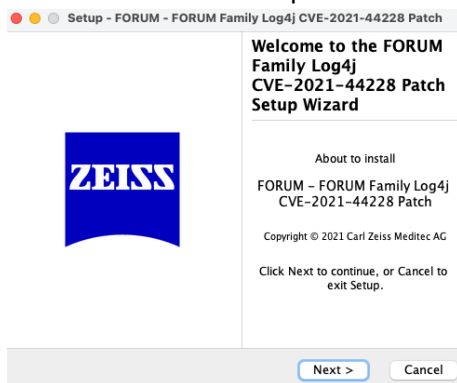 Setup - FORUM - FORUM Family Log4j CVE-2021-44228 Patch
Welcome to the FORUM
Family Log4j
CVE-2021-44228 Patch
Setup Wizard
ZEISS
About to install
FORUM - FORUM Family Log4j
CVE-2021-44228 Patch
Copyright © 2021 Carl Zeiss Meditec AG
Click Next to continue, or Cancel to
exit Setup.
Next >
Cancel